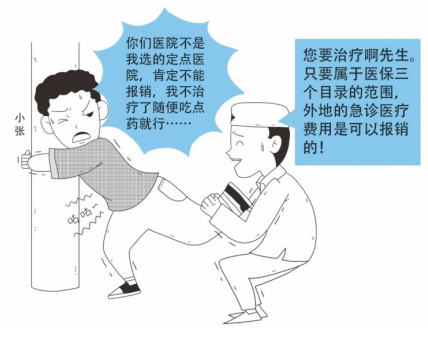 你们医院不是
我选的定点医
院，肯定不能
报销，我不治
疗了随便吃点
药就行……
您要治疗啊先生。
只要属于医保三
个目录的范围，
外地的急诊医疗
费用是可以报销
的！
小张
咕咕